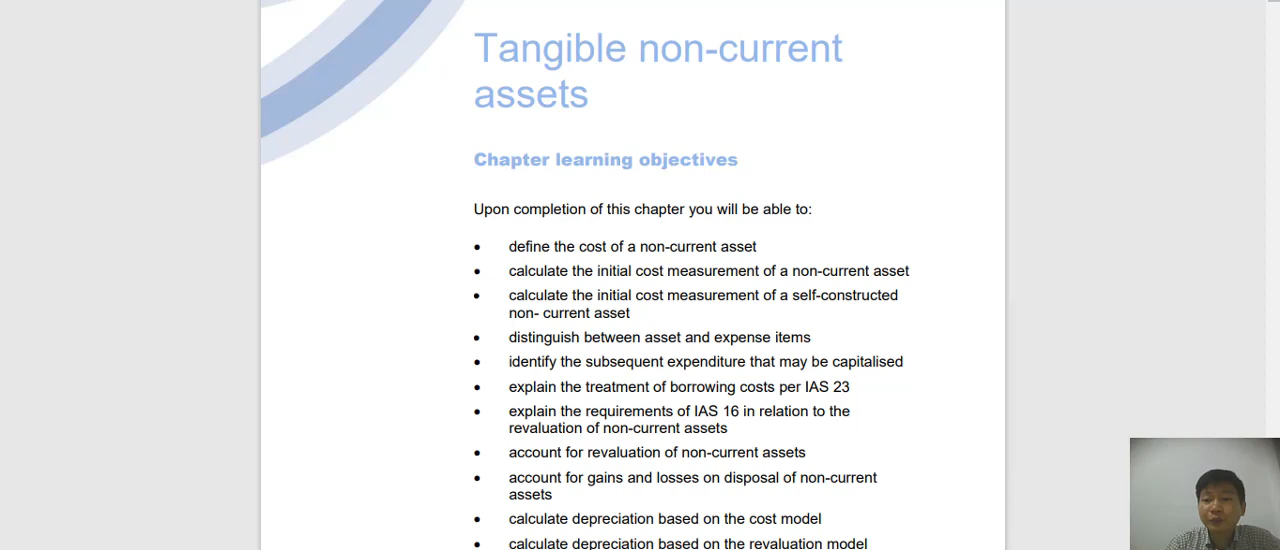 Tangible non-current
assets
Chapter learning objectives
Upon completion of this chapter you will be able to:
• define the cost of a non-current asset
• calculate the initial cost measurement of a non-current asset
• calculate the initial cost measurement of a self-constructed
non- current asset
• distinguish between asset and expense items
• identify the subsequent expenditure that may be capitalised
• explain the treatment of borrowing costs per IAS 23
• explain the requirements of IAS 16 in relation to the
revaluation of non-current assets
• account for revaluation of non-current assets
• account for gains and losses on disposal of non-current
assets
• calculate depreciation based on the cost model
• calculate depreciation based on the revaluation model